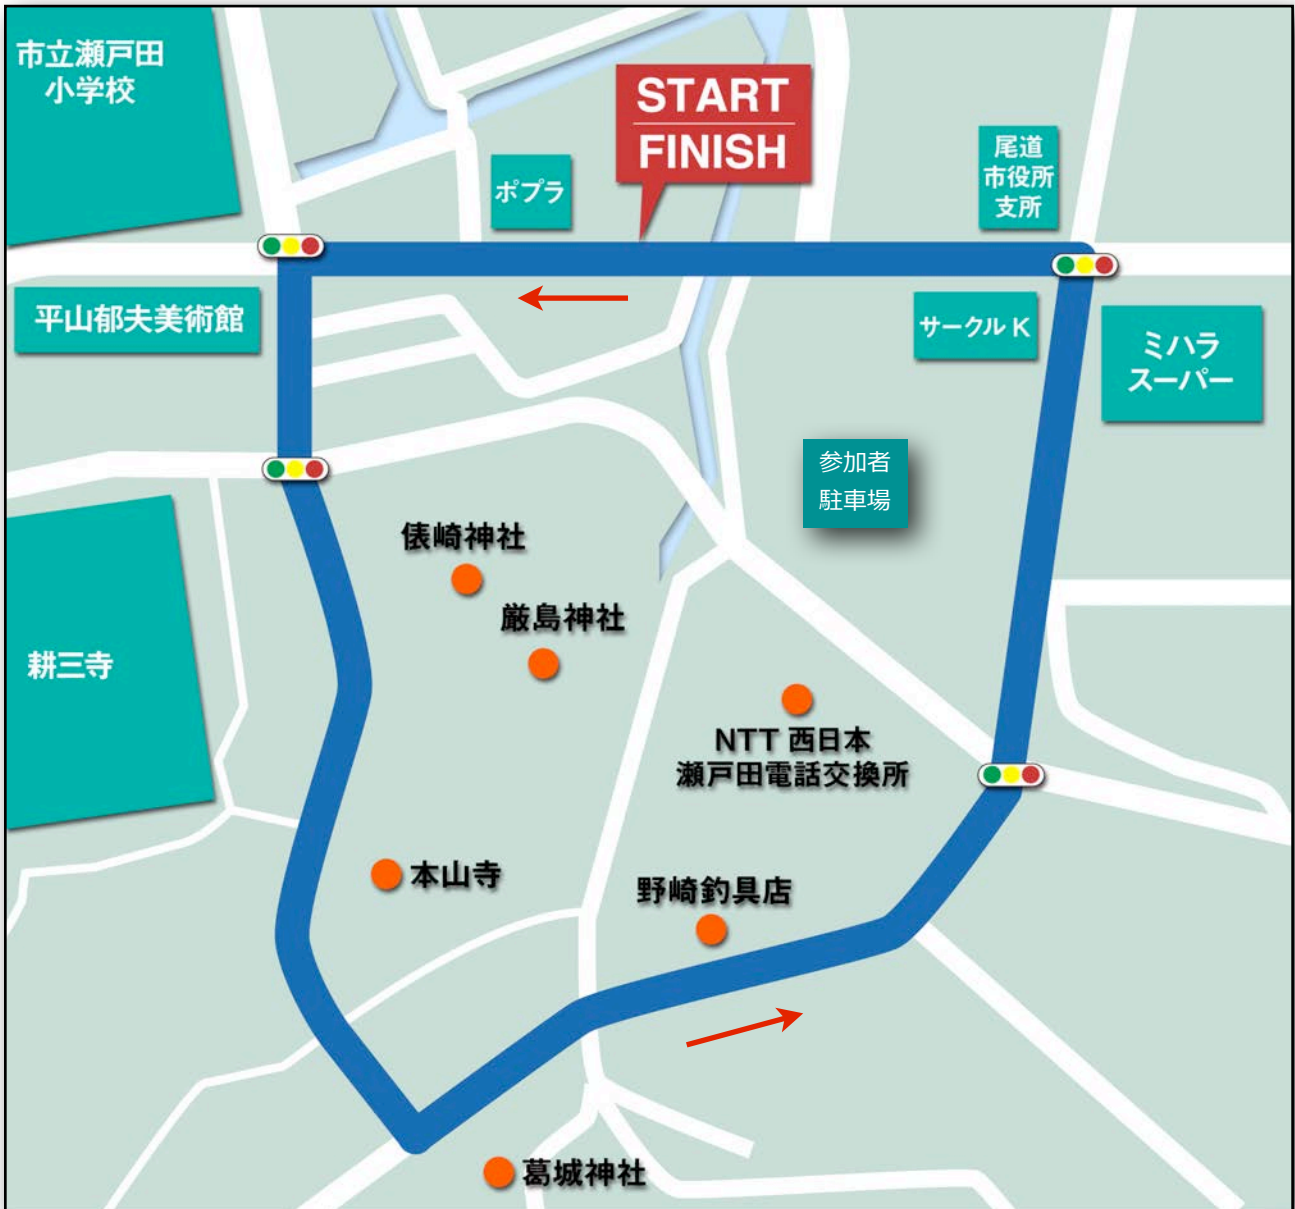 市立瀬戸田
小学校
START
FINISH
ポプラ
尾道
市役所
支所
平山郁夫美術館
サークル K
ミハラ
スーパー
参加者
駐車場
俵崎神社
厳島神社
耕三寺
NTT 西日本
瀬戸田電話交換所
本山寺
野崎釣具店
葛城神社